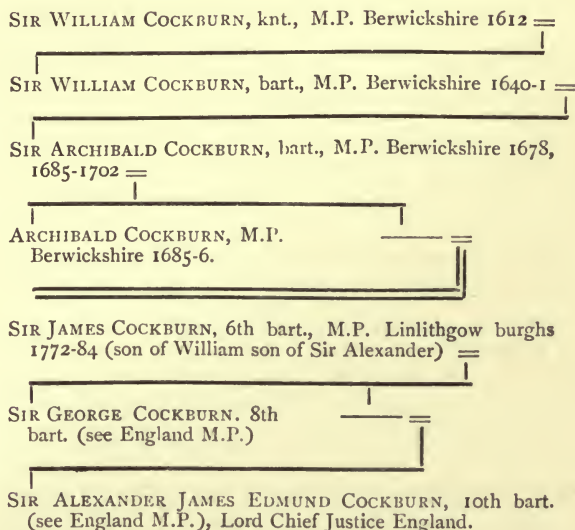 SIR WILLIAM COCKBURN, knt., M.P. Berwickshire 1612 =
SIR WILLIAM COCKBURN, bart., M.P. Berwickshire 1640-1 =
SIR ARCHIBALD COCKBURN, bart., M.P. Berwickshire 1678,
1685-1702 =
ARCHIBALD COCKBURN, M.P. —— =
Berwickshire 1685-6.
SIR JAMES COCKBURN, 6th bart., M.P. Linlithgow burghs
1772-84 (son of William son of Sir Alexander) =
SIR GEORGE COCKBURN. 8th —— =
bart. (see England M.P.)
SIR ALEXANDER JAMES EDMUND COCKBURN, 10th bart.
(see England M.P.), Lord Chief Justice England.